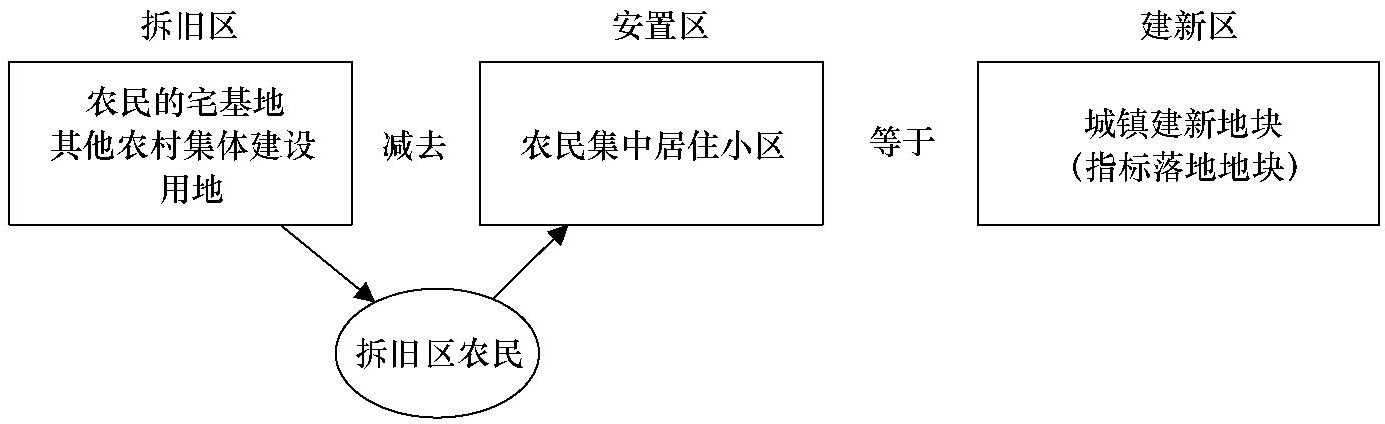 拆旧区
安置区
建新区
农民的宅基地
其他农村集体建设
用地
减去
农民集中居住小区
等于
城镇建新地块
(指标落地地块)
拆旧区农民